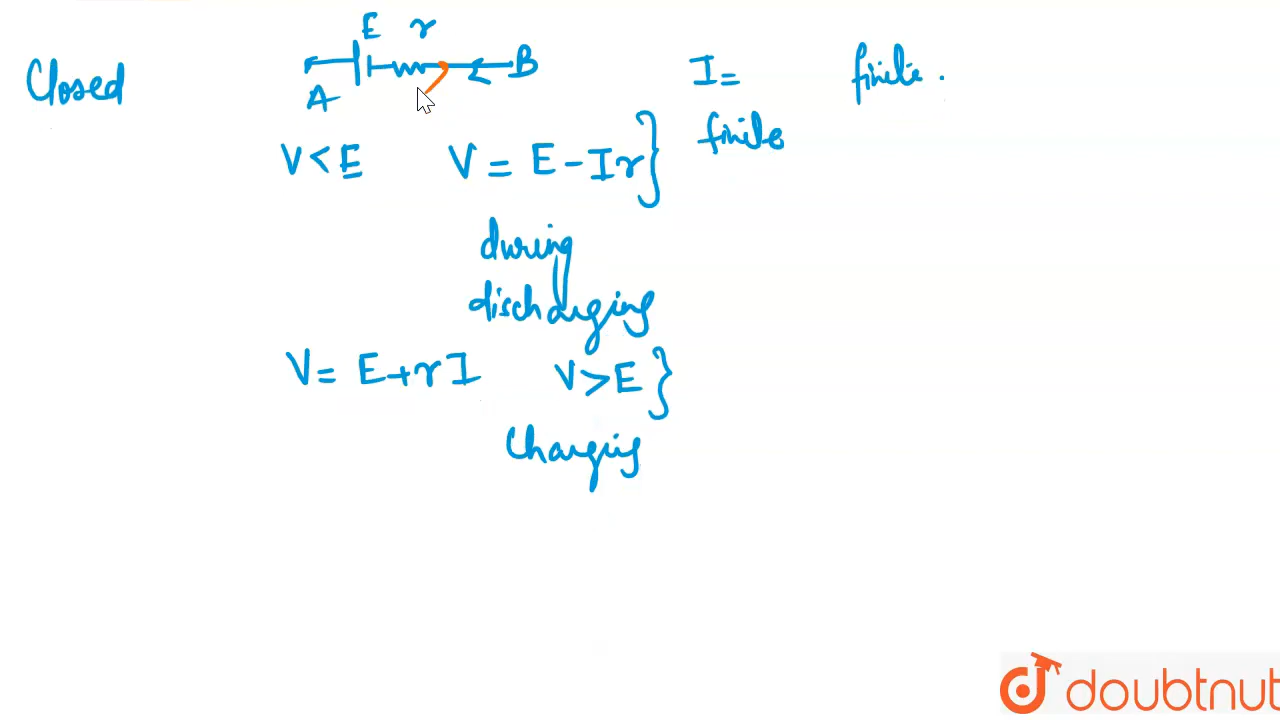 E r
Closed A B I= finite.
finite
V < E V = E - Ir}
during
discharging
V = E + rI V > E}
Charging
doubtnut